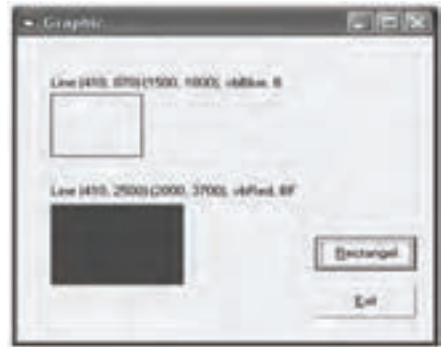 Graphic
Line (410, 870)-(1500, 1800), vbBlue, B
Line (410, 2500)-(2000, 3700), vbRed, BF
Rectangel
Exit